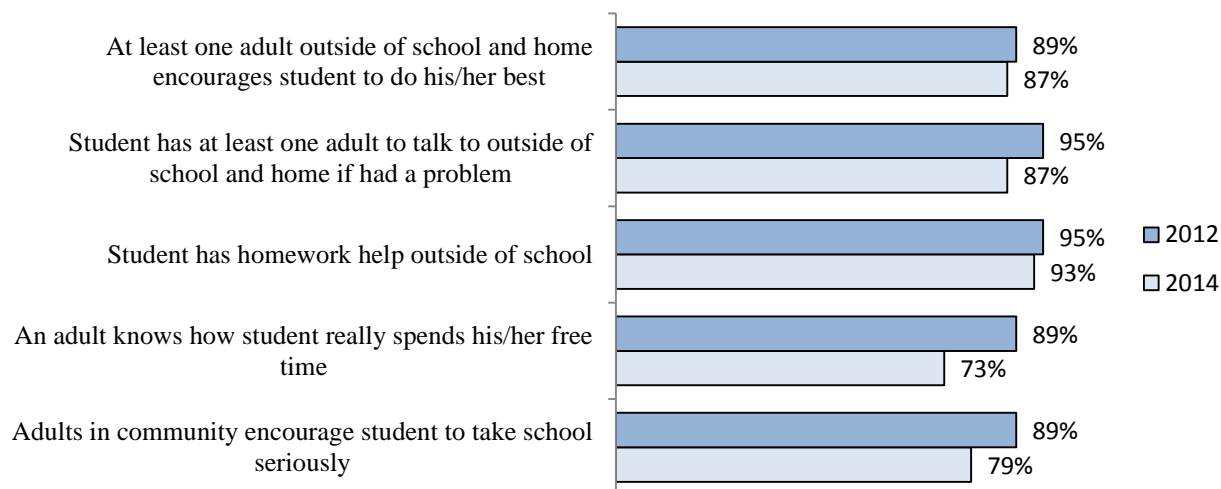 At least one adult outside of school and home
encourages student to do his/her best
89%
87%
Student has at least one adult to talk to outside of
school and home if had a problem
95%
87%
Student has homework help outside of school
95%
93%
An adult knows how student really spends his/her free
time
89%
73%
Adults in community encourage student to take school
seriously
89%
79%
2012
2014